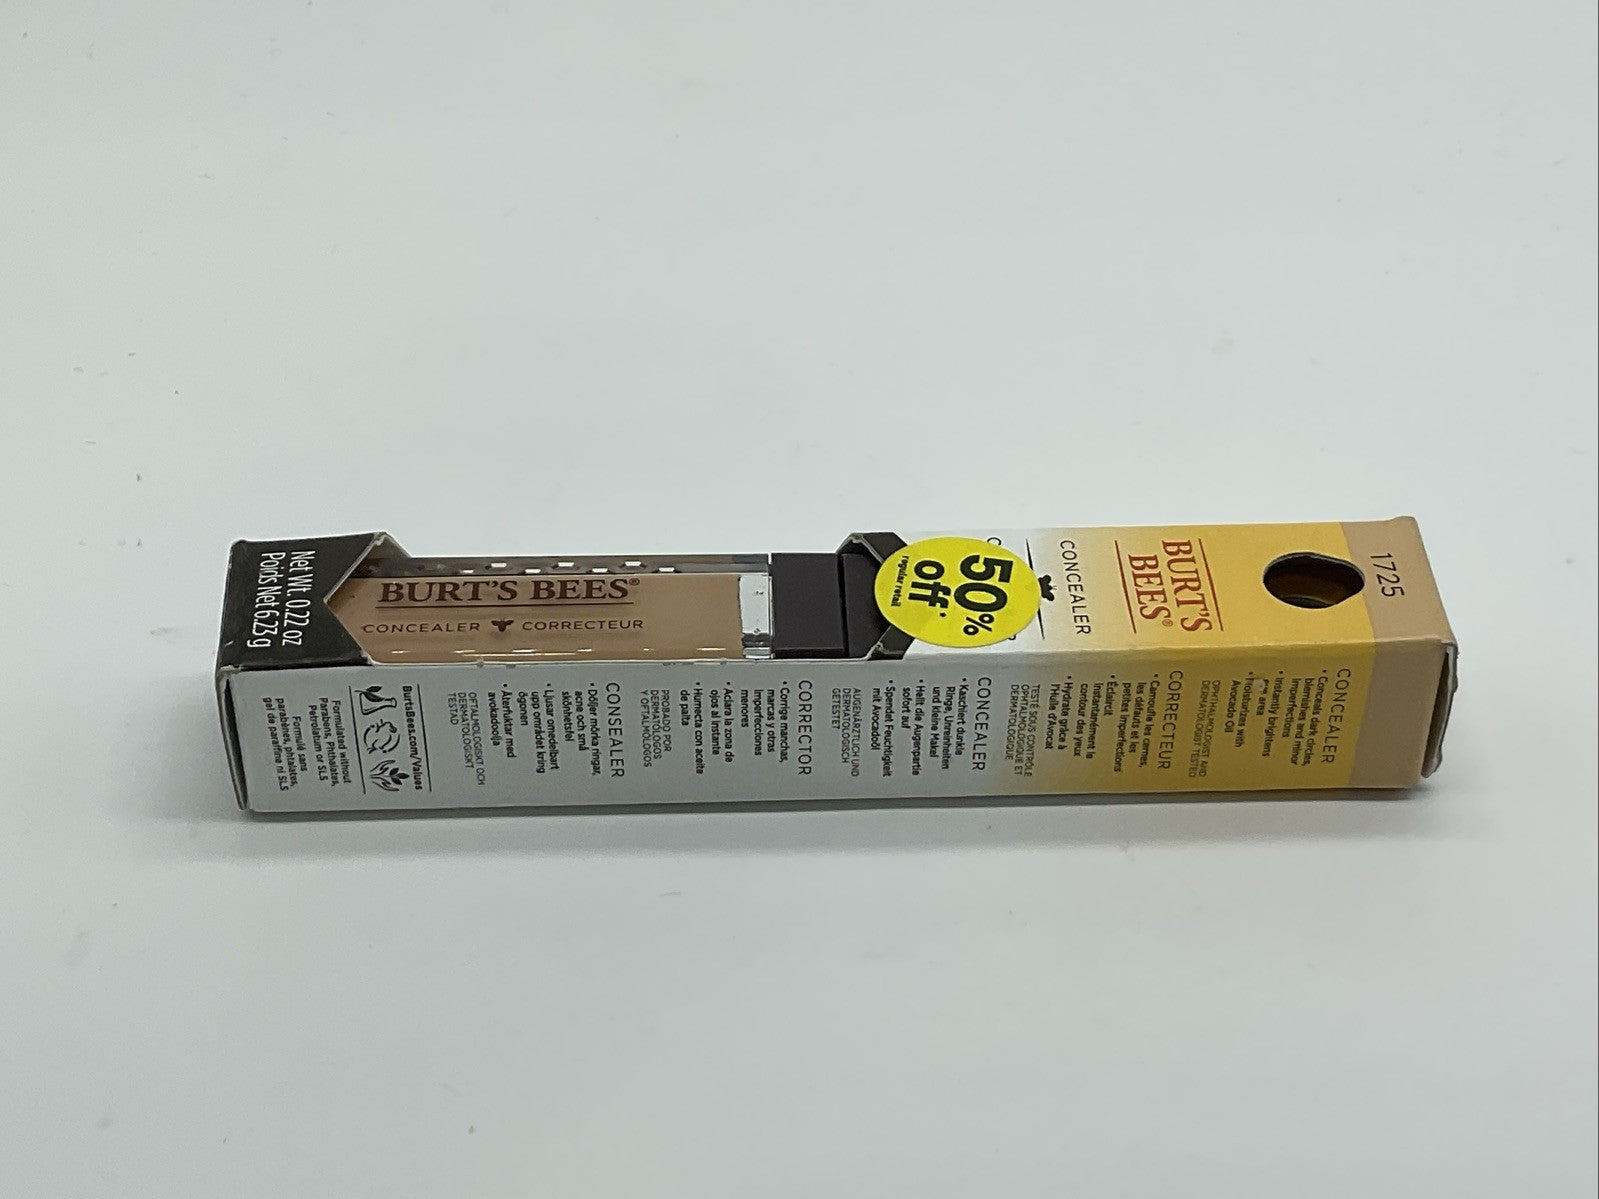 Net Wt. 0.22 oz
Poids Net 6.23 g
BURT'S BEES®
CONCEALER CORRECTEUR
50%
off*
regular retail
CONCEALER
BURT'S
BEES®
1725
CONCEALER
• Conceals dark circles,
blemishes and minor
imperfections
• Instantly brightens
area
• Moisturizes with
Avocado Oil
OPHTHALMOLOGIST AND
DERMATOLOGIST TESTED
CORRECTEUR
• Camoufle les cernes,
les défauts et les
petites imperfections
• Éclaircit
instantanément le
contour des yeux
• Hydrate grâce à
l'Huile d'Avocat
TESTÉ SOUS CONTRÔLE
OPHTALMOLOGIQUE ET
DERMATOLOGIQUE
CONCEALER
• Kaschiert dunkle
Ringe, Unreinheiten
und kleine Makel
• Hellt die Augenpartie
sofort auf
• Spendet Feuchtigkeit
mit Avocadoöl
AUGENÄRZTLICH UND
DERMATOLOGISCH
GETESTET
CORRECTOR
• Corrige manchas,
marcas y otras
imperfecciones
menores
• Aclara la zona de
ojos al instante
• Humecta con aceite
de palta
PROBADO POR
DERMATÓLOGOS
Y OFTALMÓLOGOS
CONSEALER
• Döljer mörka ringar,
acne och små
skönhetsfel
• Ljusar omedelbart
upp området kring
ögonen
• Återfuktar med
avokadoolja
OFTALMOLOGISKT OCH
DERMATOLOGISKT
TESTAD
BurtsBees.com/Values
Formulated without
Parabens, Phthalates,
Petrolatum or SLS
Formulé sans
parabènes, phtalates,
gel de paraffine ni SLS